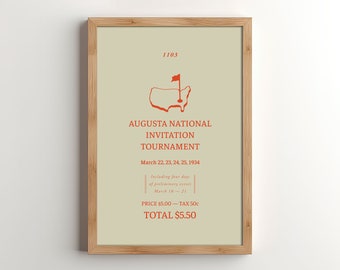 1103
AUGUSTA NATIONAL
INVITATION
TOURNAMENT
March 22, 23, 24, 25, 1934
Including four days
of preliminary events
March 18 — 21
PRICE $5.00 — TAX 50c
TOTAL $5.50